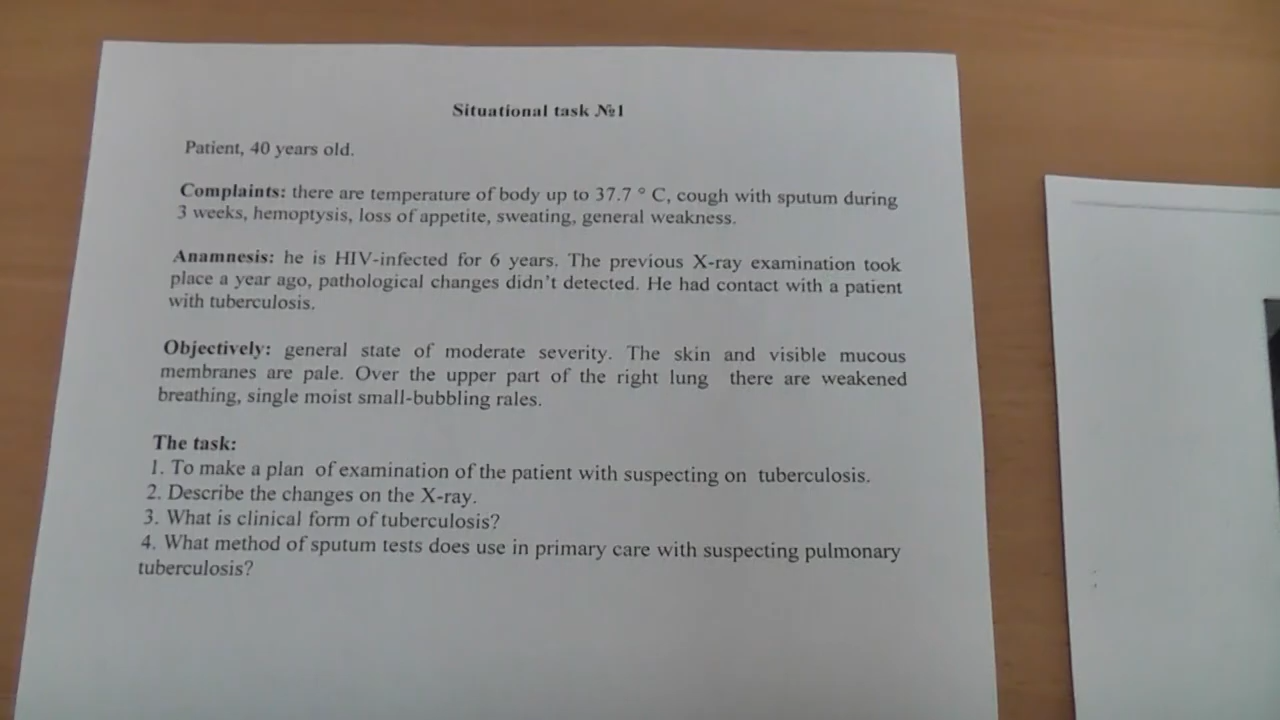 Situational task №1
Patient, 40 years old.
Complaints: there are temperature of body up to 37.7 ° C, cough with sputum during
3 weeks, hemoptysis, loss of appetite, sweating, general weakness.
Anamnesis: he is HIV-infected for 6 years. The previous X-ray examination took
place a year ago, pathological changes didn’t detected. He had contact with a patient
with tuberculosis.
Objectively: general state of moderate severity. The skin and visible mucous
membranes are pale. Over the upper part of the right lung there are weakened
breathing, single moist small-bubbling rales.
The task:
1. To make a plan of examination of the patient with suspecting on tuberculosis.
2. Describe the changes on the X-ray.
3. What is clinical form of tuberculosis?
4. What method of sputum tests does use in primary care with suspecting pulmonary
tuberculosis?